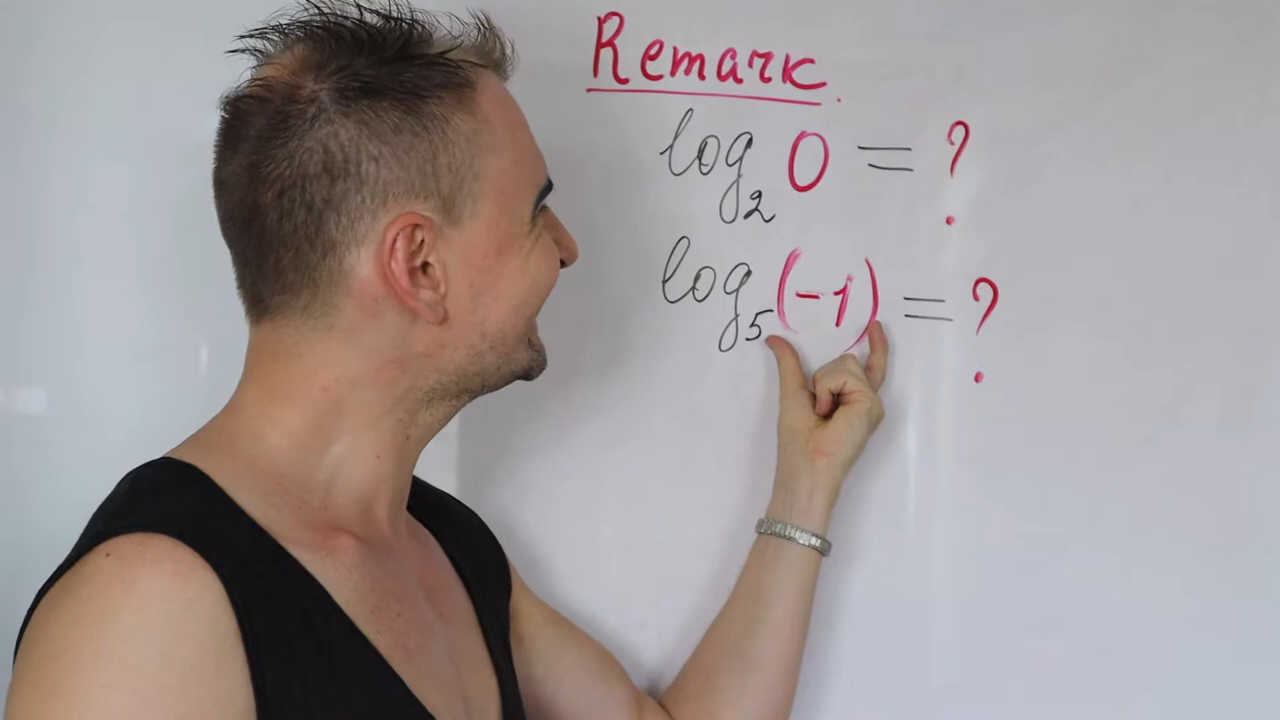 Remark
log₂ 0 = ?
log₅ (-1) = ?